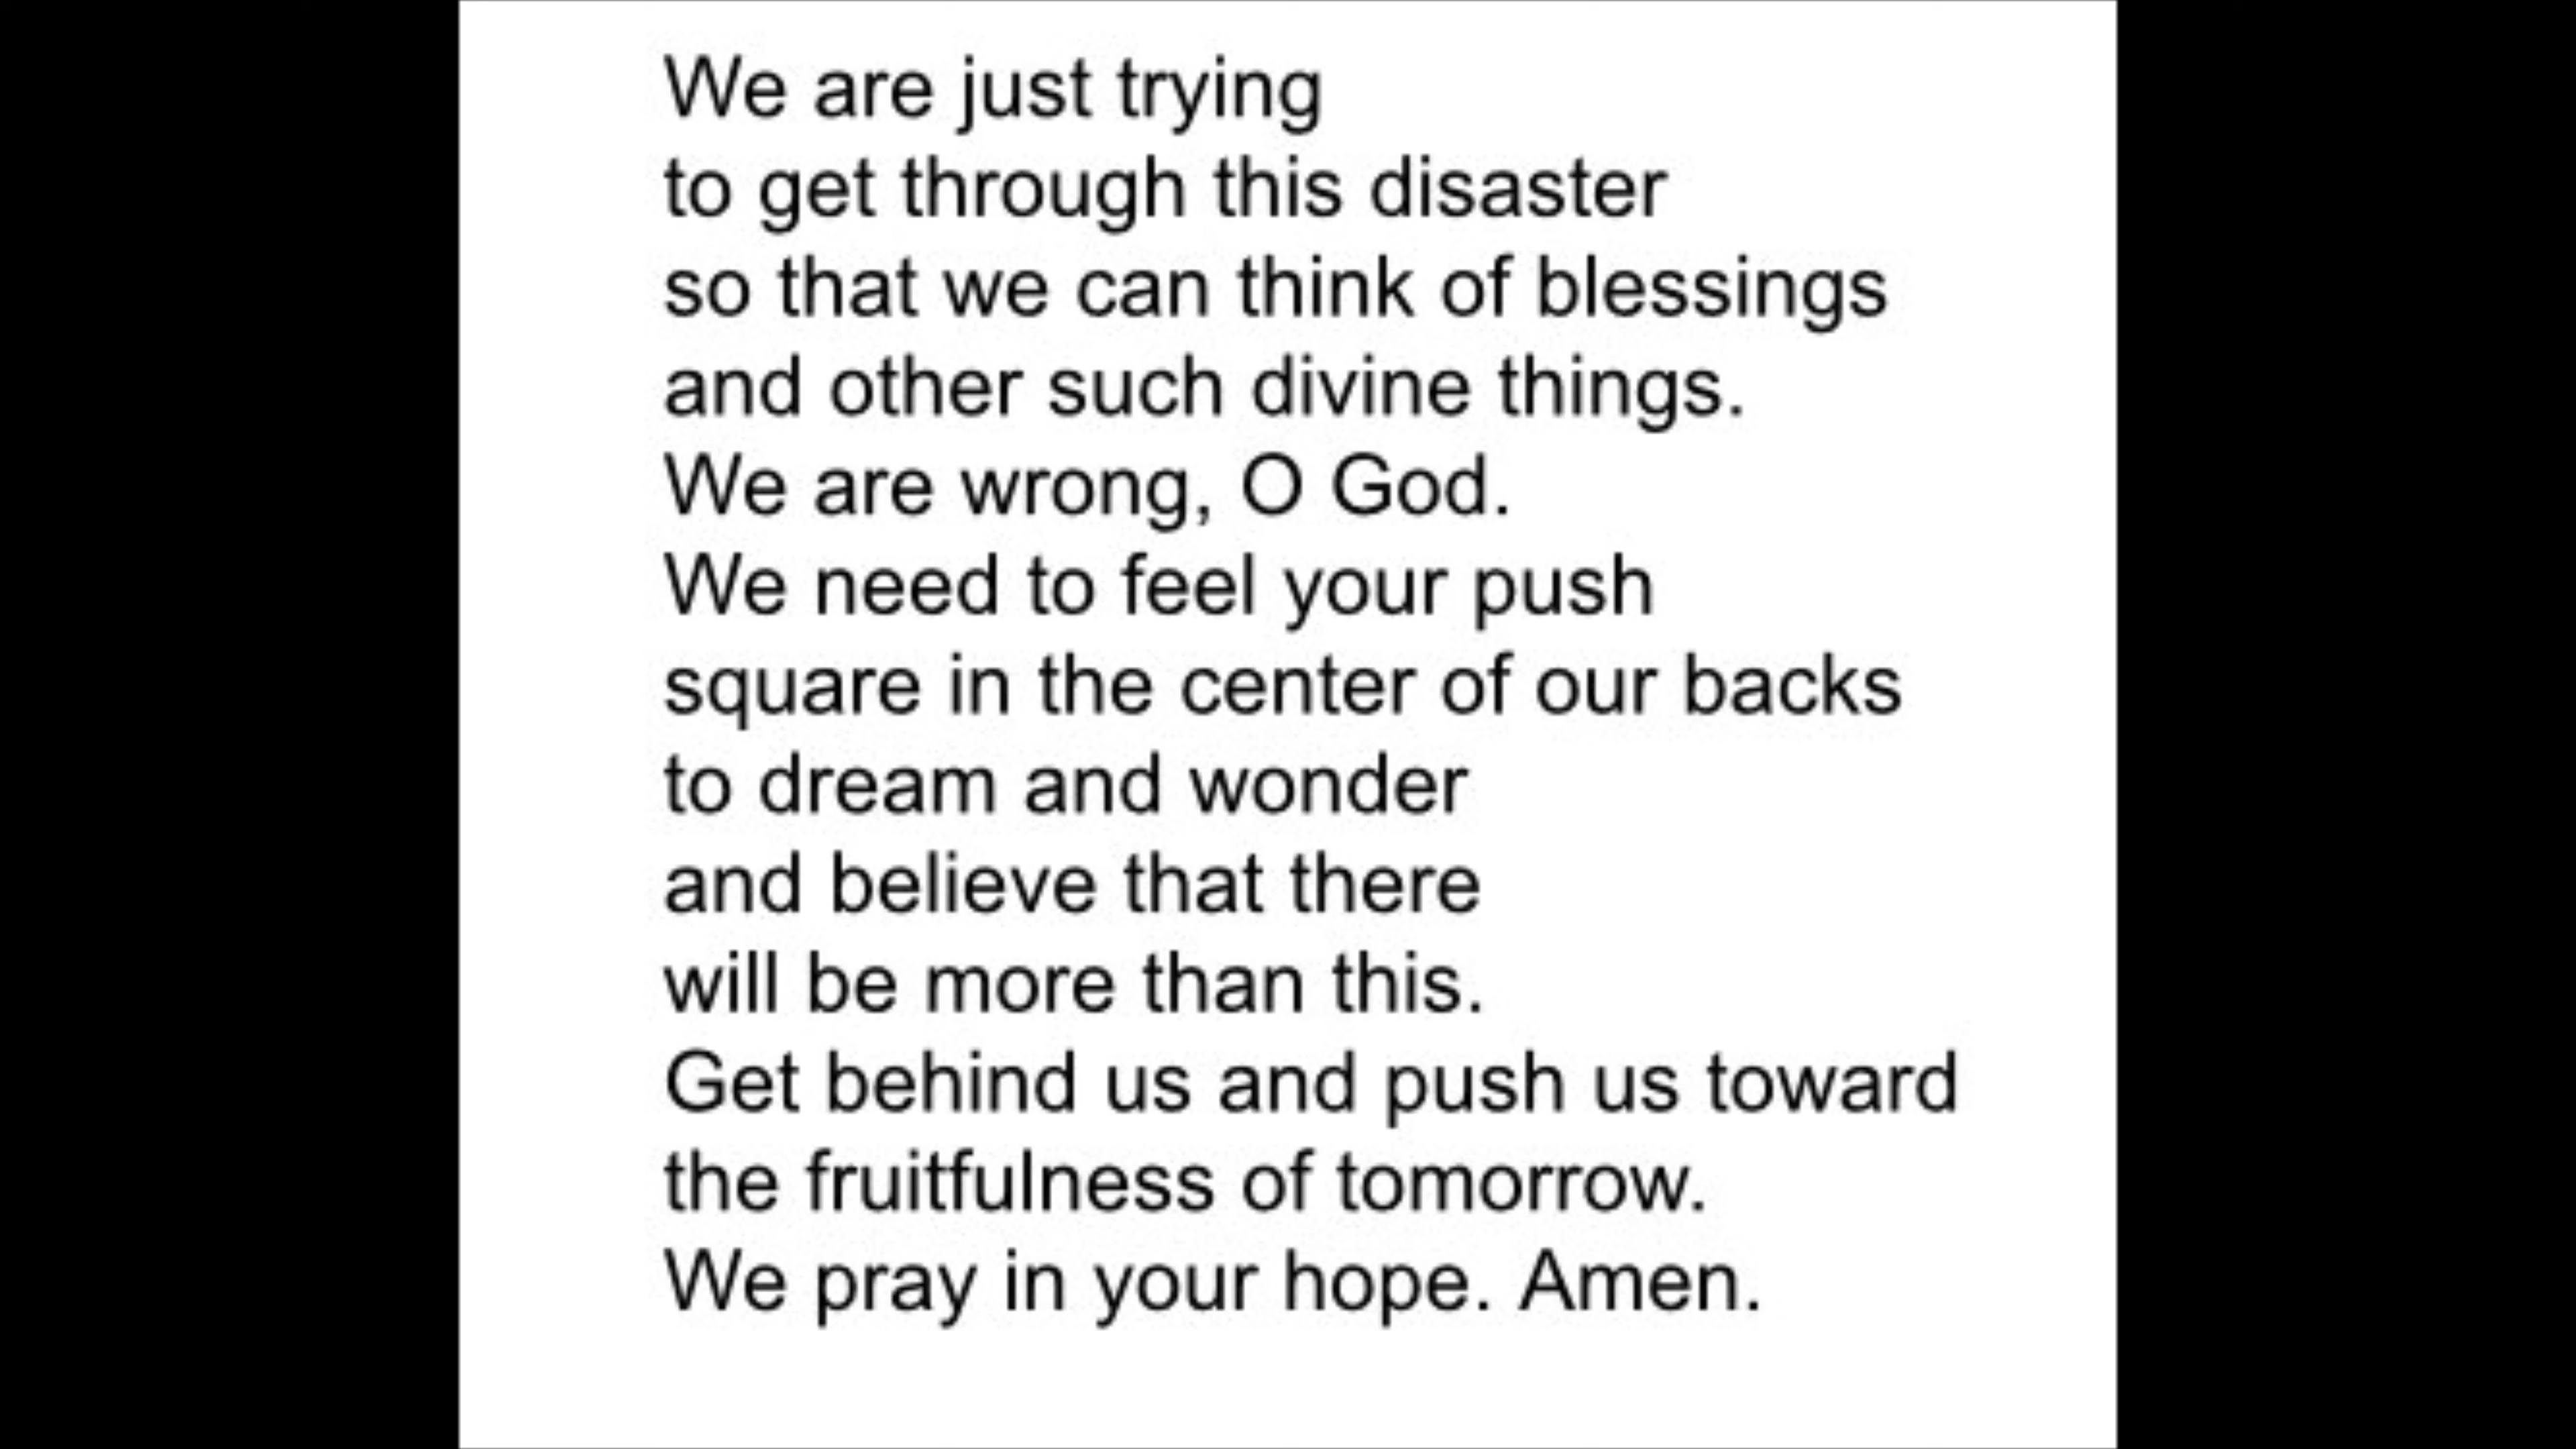 We are just trying
to get through this disaster
so that we can think of blessings
and other such divine things.
We are wrong, O God.
We need to feel your push
square in the center of our backs
to dream and wonder
and believe that there
will be more than this.
Get behind us and push us toward
the fruitfulness of tomorrow.
We pray in your hope. Amen.